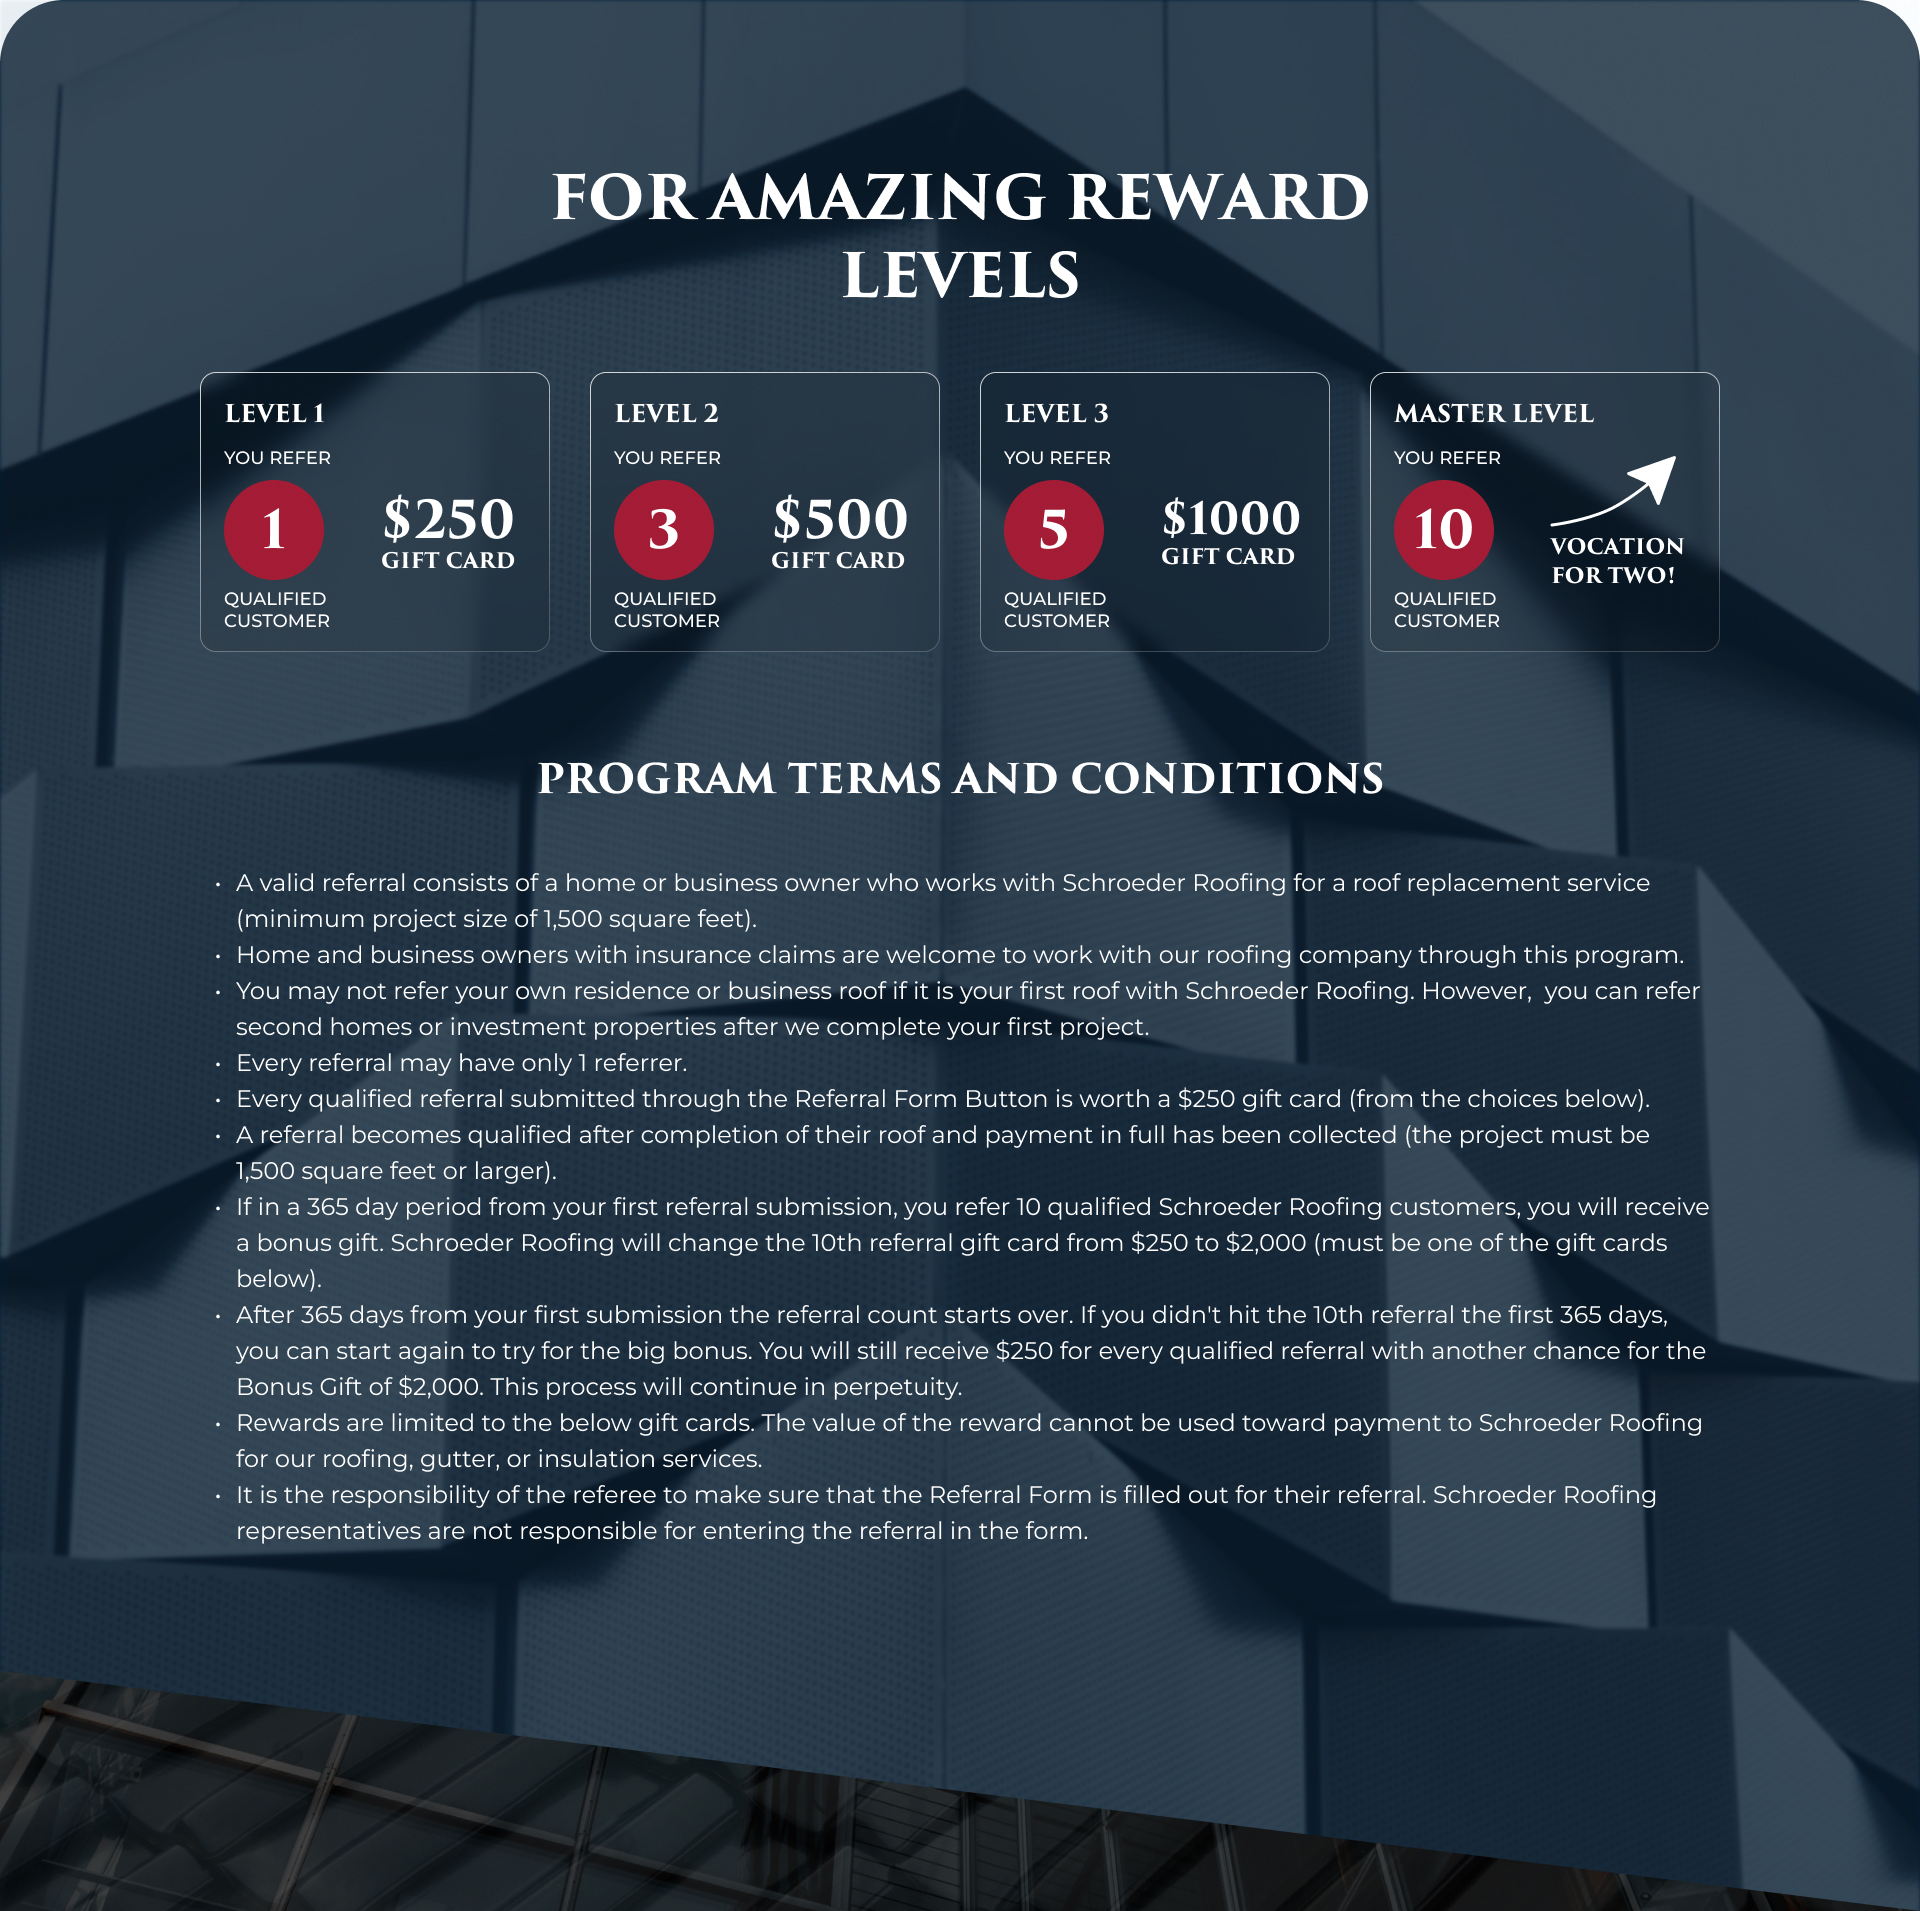 FOR AMAZING REWARD
LEVELS
LEVEL 1
YOU REFER
1
$250
GIFT CARD
QUALIFIED
CUSTOMER
LEVEL 2
YOU REFER
3
$500
GIFT CARD
QUALIFIED
CUSTOMER
LEVEL 3
YOU REFER
5
$1000
GIFT CARD
QUALIFIED
CUSTOMER
MASTER LEVEL
YOU REFER
10
VOCATION
FOR TWO!
QUALIFIED
CUSTOMER
PROGRAM TERMS AND CONDITIONS
• A valid referral consists of a home or business owner who works with Schroeder Roofing for a roof replacement service
(minimum project size of 1,500 square feet).
• Home and business owners with insurance claims are welcome to work with our roofing company through this program.
• You may not refer your own residence or business roof if it is your first roof with Schroeder Roofing. However,  you can refer
second homes or investment properties after we complete your first project.
• Every referral may have only 1 referrer.
• Every qualified referral submitted through the Referral Form Button is worth a $250 gift card (from the choices below).
• A referral becomes qualified after completion of their roof and payment in full has been collected (the project must be
1,500 square feet or larger).
• If in a 365 day period from your first referral submission, you refer 10 qualified Schroeder Roofing customers, you will receive
a bonus gift. Schroeder Roofing will change the 10th referral gift card from $250 to $2,000 (must be one of the gift cards
below).
• After 365 days from your first submission the referral count starts over. If you didn't hit the 10th referral the first 365 days,
you can start again to try for the big bonus. You will still receive $250 for every qualified referral with another chance for the
Bonus Gift of $2,000. This process will continue in perpetuity.
• Rewards are limited to the below gift cards. The value of the reward cannot be used toward payment to Schroeder Roofing
for our roofing, gutter, or insulation services.
• It is the responsibility of the referee to make sure that the Referral Form is filled out for their referral. Schroeder Roofing
representatives are not responsible for entering the referral in the form.